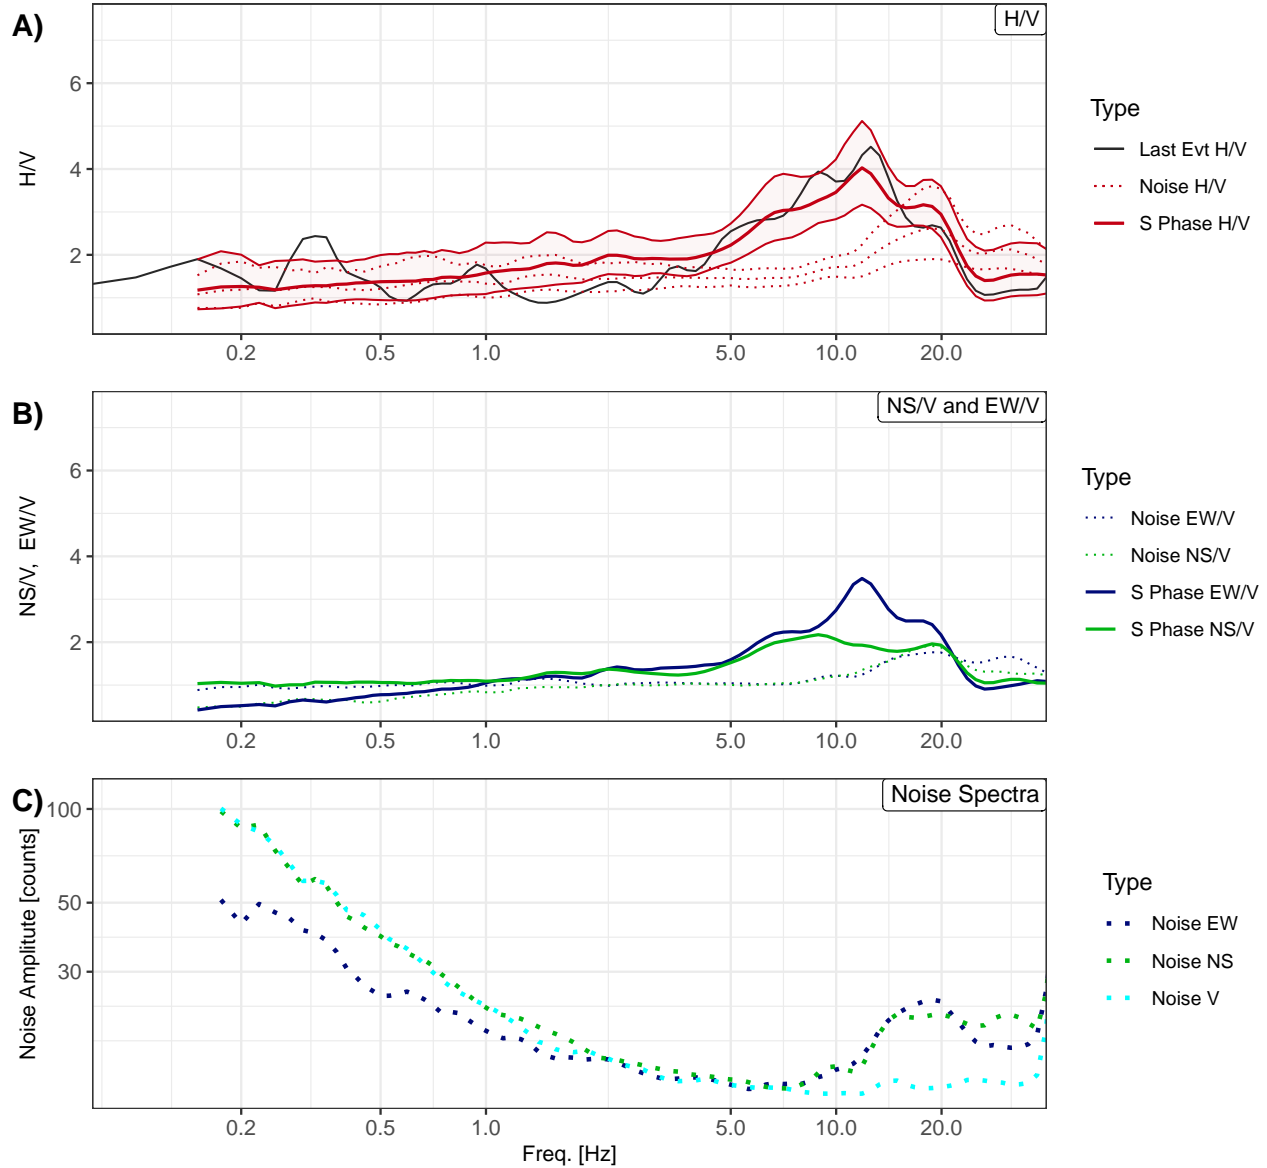 A)
H/V
6
4
2
H/V
0.2 0.5 1.0 5.0 10.0 20.0
Type
Last Evt H/V
Noise H/V
S Phase H/V
B)
NS/V and EW/V
6
4
2
NS/V, EW/V
0.2 0.5 1.0 5.0 10.0 20.0
Type
Noise EW/V
Noise NS/V
S Phase EW/V
S Phase NS/V
C)
Noise Spectra
100
50
30
Noise Amplitute [counts]
0.2 0.5 1.0 5.0 10.0 20.0
Freq. [Hz]
Type
Noise EW
Noise NS
Noise V